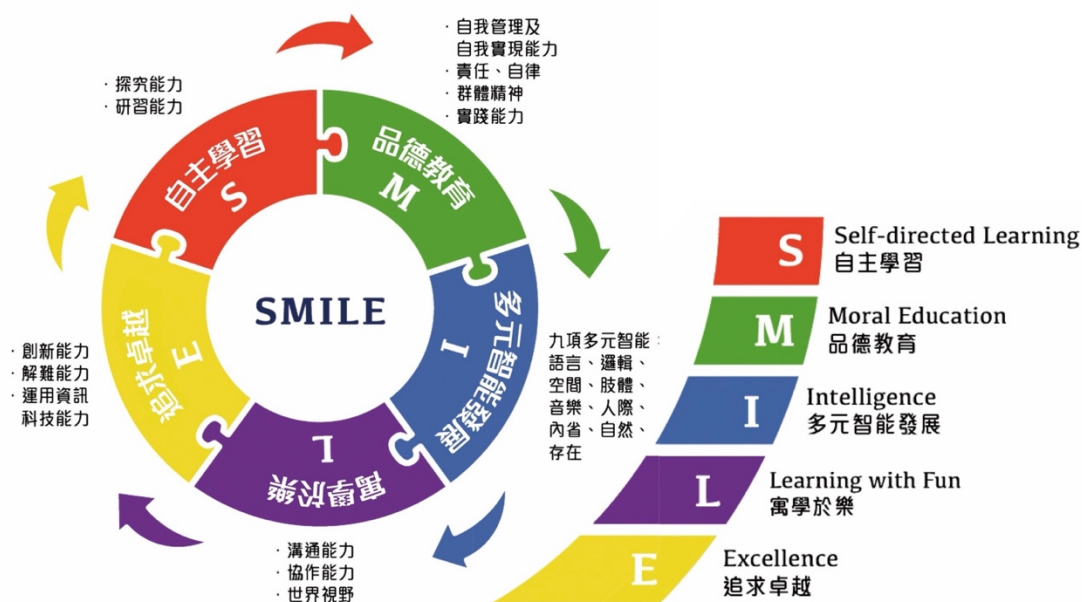 · 自我管理及
自我實現能力
· 責任、自律
· 群體精神
· 實踐能力
· 探究能力
· 研習能力
自主學習
S
品德教育
M
多元智能發展
I
寓學於樂
L
追求卓越
E
SMILE
九項多元智能：
語言、邏輯、
空間、肢體、
音樂、人際、
內省、自然、
存在
· 創新能力
· 解難能力
· 運用資訊
科技能力
· 溝通能力
· 協作能力
· 世界視野
S
Self-directed Learning
自主學習
M
Moral Education
品德教育
I
Intelligence
多元智能發展
L
Learning with Fun
寓學於樂
E
Excellence
追求卓越